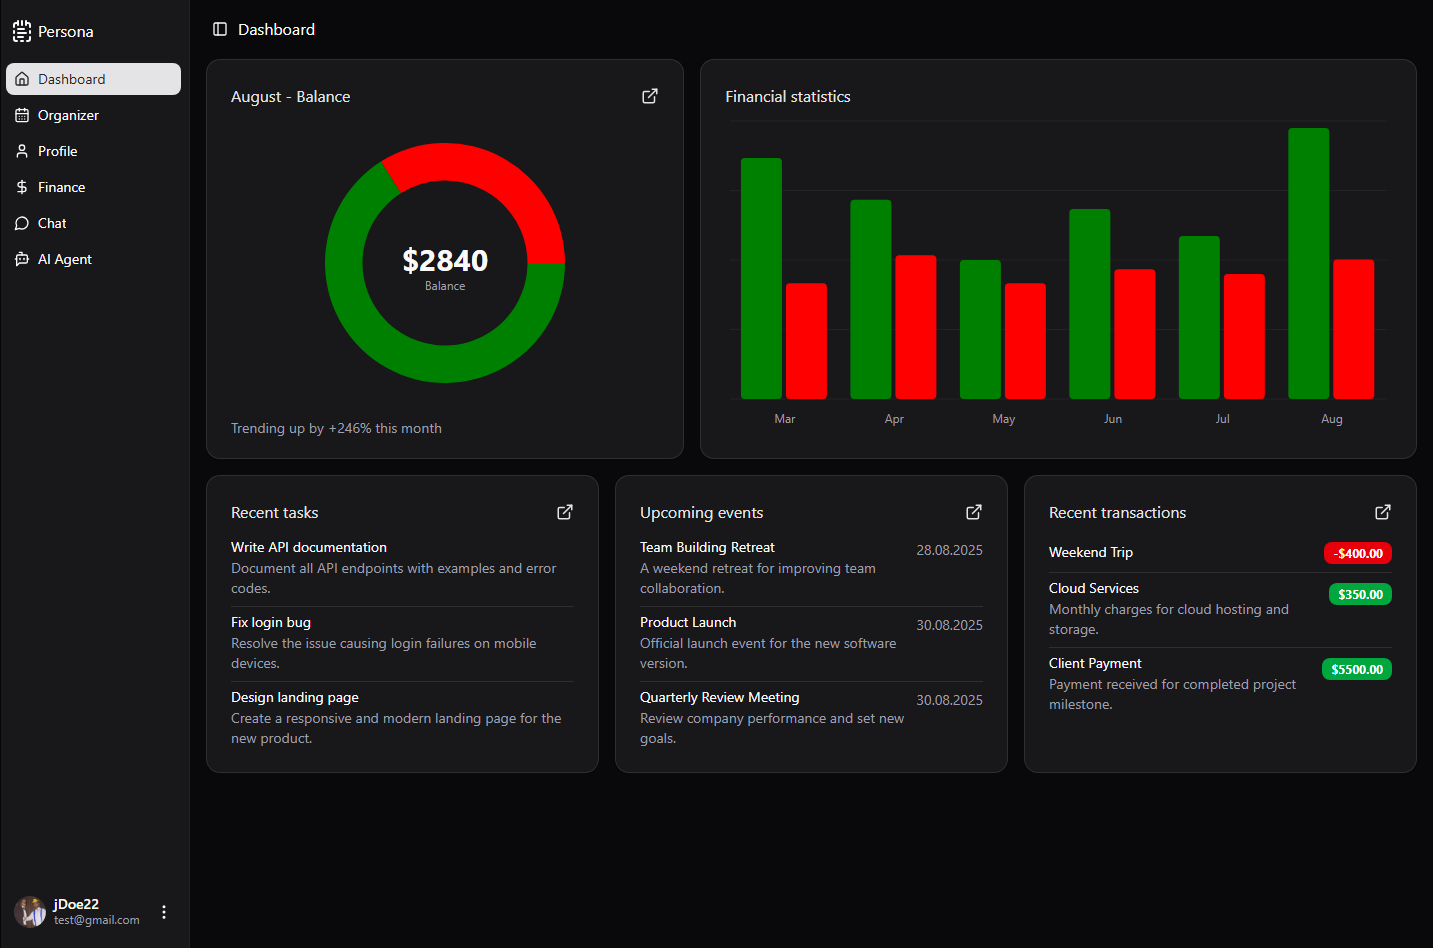 Persona
Dashboard
Organizer
Profile
Finance
Chat
AI Agent
jDoe22
test@gmail.com
Dashboard
August - Balance
$2840
Balance
Trending up by +246% this month
Financial statistics
Mar
Apr
May
Jun
Jul
Aug
Recent tasks
Write API documentation
Document all API endpoints with examples and error
codes.
Fix login bug
Resolve the issue causing login failures on mobile
devices.
Design landing page
Create a responsive and modern landing page for the
new product.
Upcoming events
Team Building Retreat
28.08.2025
A weekend retreat for improving team
collaboration.
Product Launch
30.08.2025
Official launch event for the new software
version.
Quarterly Review Meeting
30.08.2025
Review company performance and set new
goals.
Recent transactions
Weekend Trip
-$400.00
Cloud Services
$350.00
Monthly charges for cloud hosting and
storage.
Client Payment
$5500.00
Payment received for completed project
milestone.